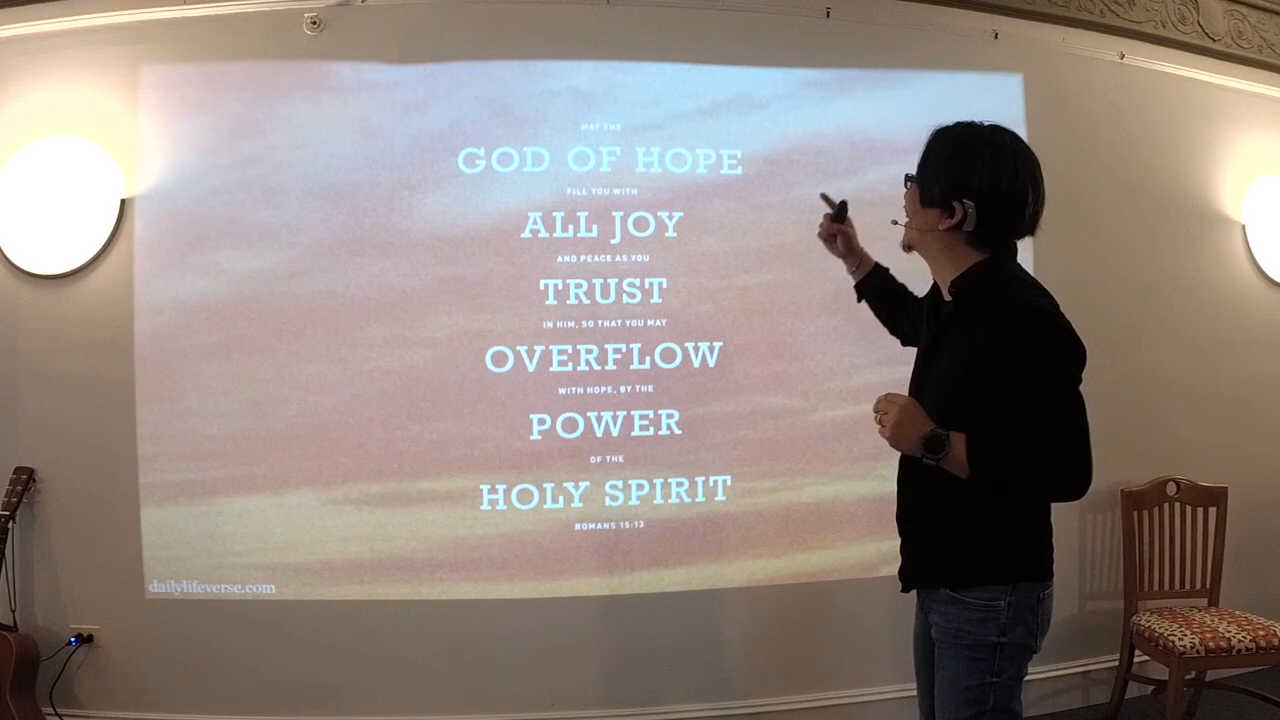 MAY THE
GOD OF HOPE
FILL YOU WITH
ALL JOY
AND PEACE AS YOU
TRUST
IN HIM, SO THAT YOU MAY
OVERFLOW
WITH HOPE, BY THE
POWER
OF THE
HOLY SPIRIT
ROMANS 15:13
dailylifeverse.com